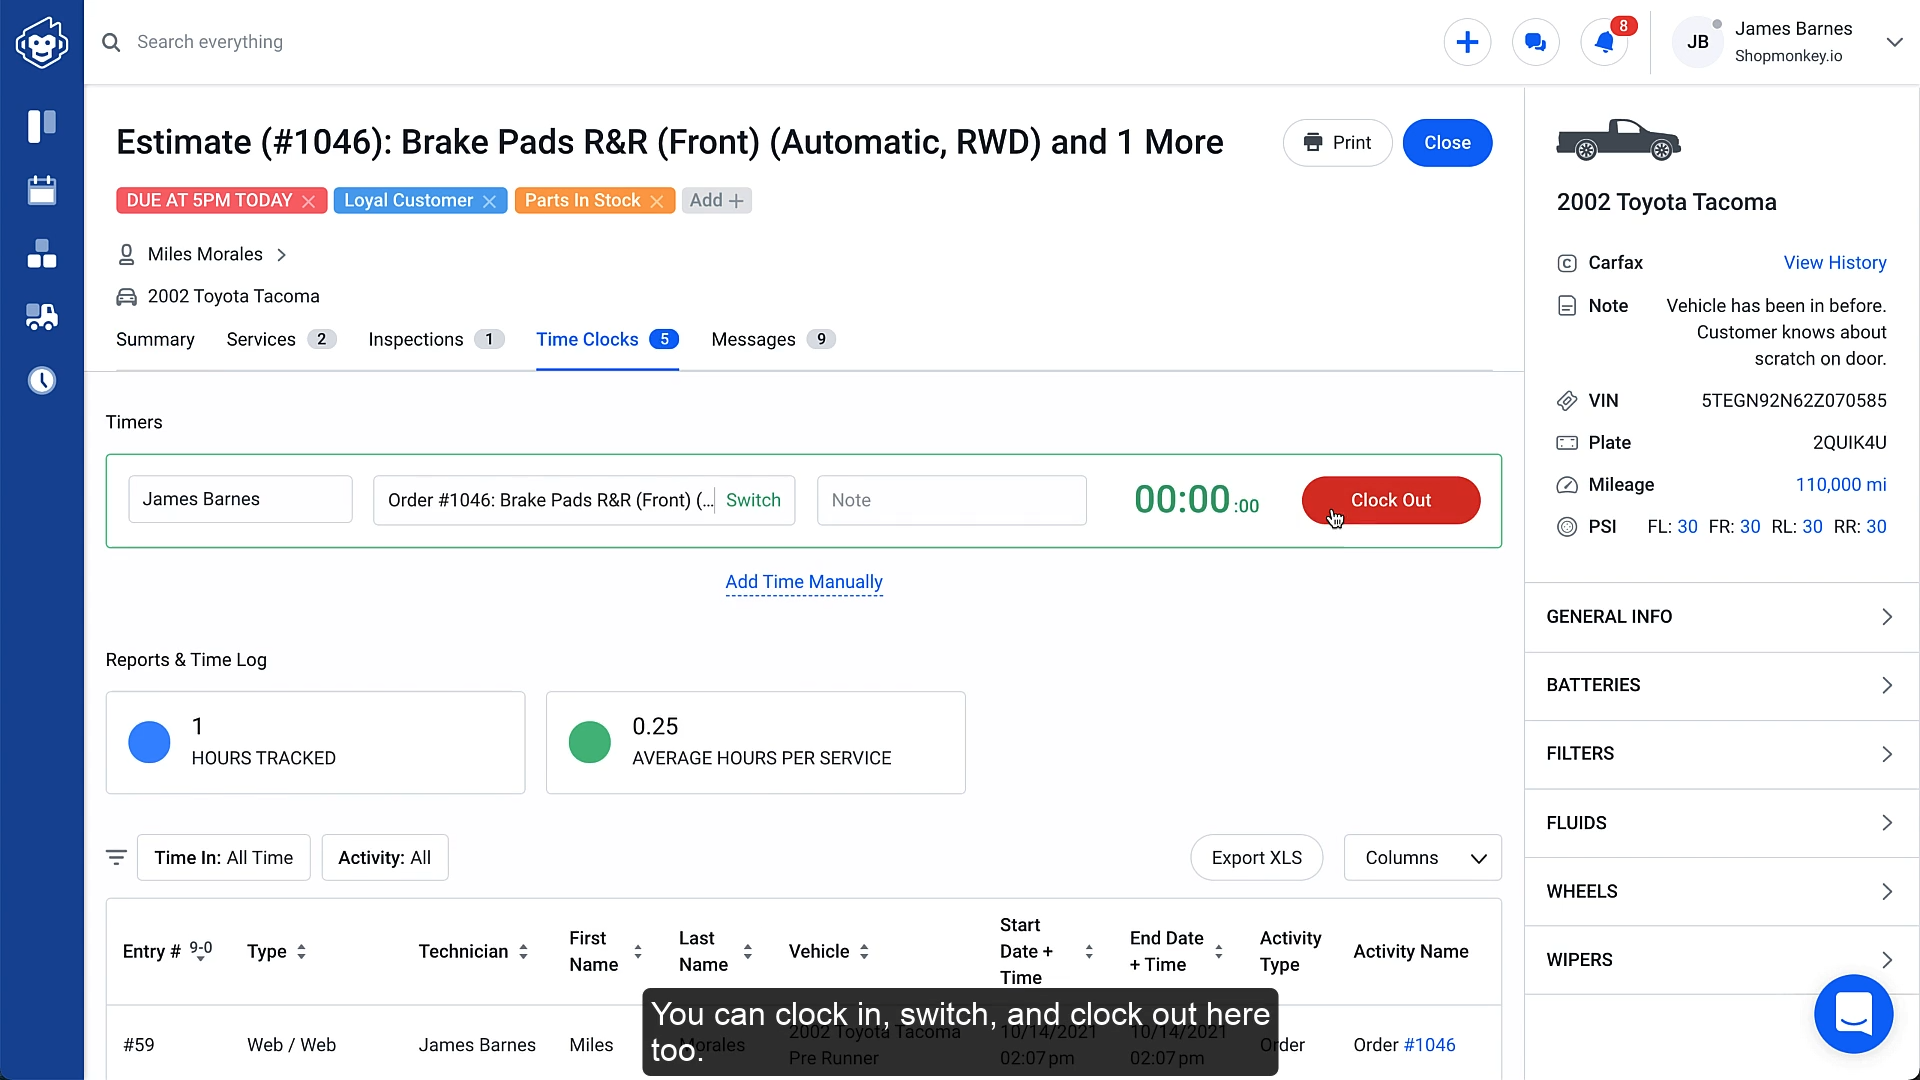 Search everything
8
JB
James Barnes
Shopmonkey.io
Estimate (#1046): Brake Pads R&R (Front) (Automatic, RWD) and 1 More
Print
Close
DUE AT 5PM TODAY
Loyal Customer
Parts In Stock
Add +
Miles Morales
2002 Toyota Tacoma
Summary
Services 2
Inspections 1
Time Clocks 5
Messages 9
Timers
James Barnes
Order #1046: Brake Pads R&R (Front) (...
Switch
Note
00:00:00
Clock Out
Add Time Manually
Reports & Time Log
1
HOURS TRACKED
0.25
AVERAGE HOURS PER SERVICE
Time In: All Time
Activity: All
Export XLS
Columns
Entry # 9-0
Type
Technician
First
Name
Last
Name
Vehicle
Start
Date +
Time
End Date
+ Time
Activity
Type
Activity Name
#59
Web / Web
James Barnes
Miles
Morales
2002 Toyota Tacoma
Pre Runner
10/14/2021
02:07 pm
10/14/2021
02:07 pm
Order
Order #1046
You can clock in, switch, and clock out here
too.
2002 Toyota Tacoma
Carfax
View History
Note
Vehicle has been in before.
Customer knows about
scratch on door.
VIN
5TEGN92N62Z070585
Plate
2QUIK4U
Mileage
110,000 mi
PSI
FL: 30 FR: 30 RL: 30 RR: 30
GENERAL INFO
BATTERIES
FILTERS
FLUIDS
WHEELS
WIPERS